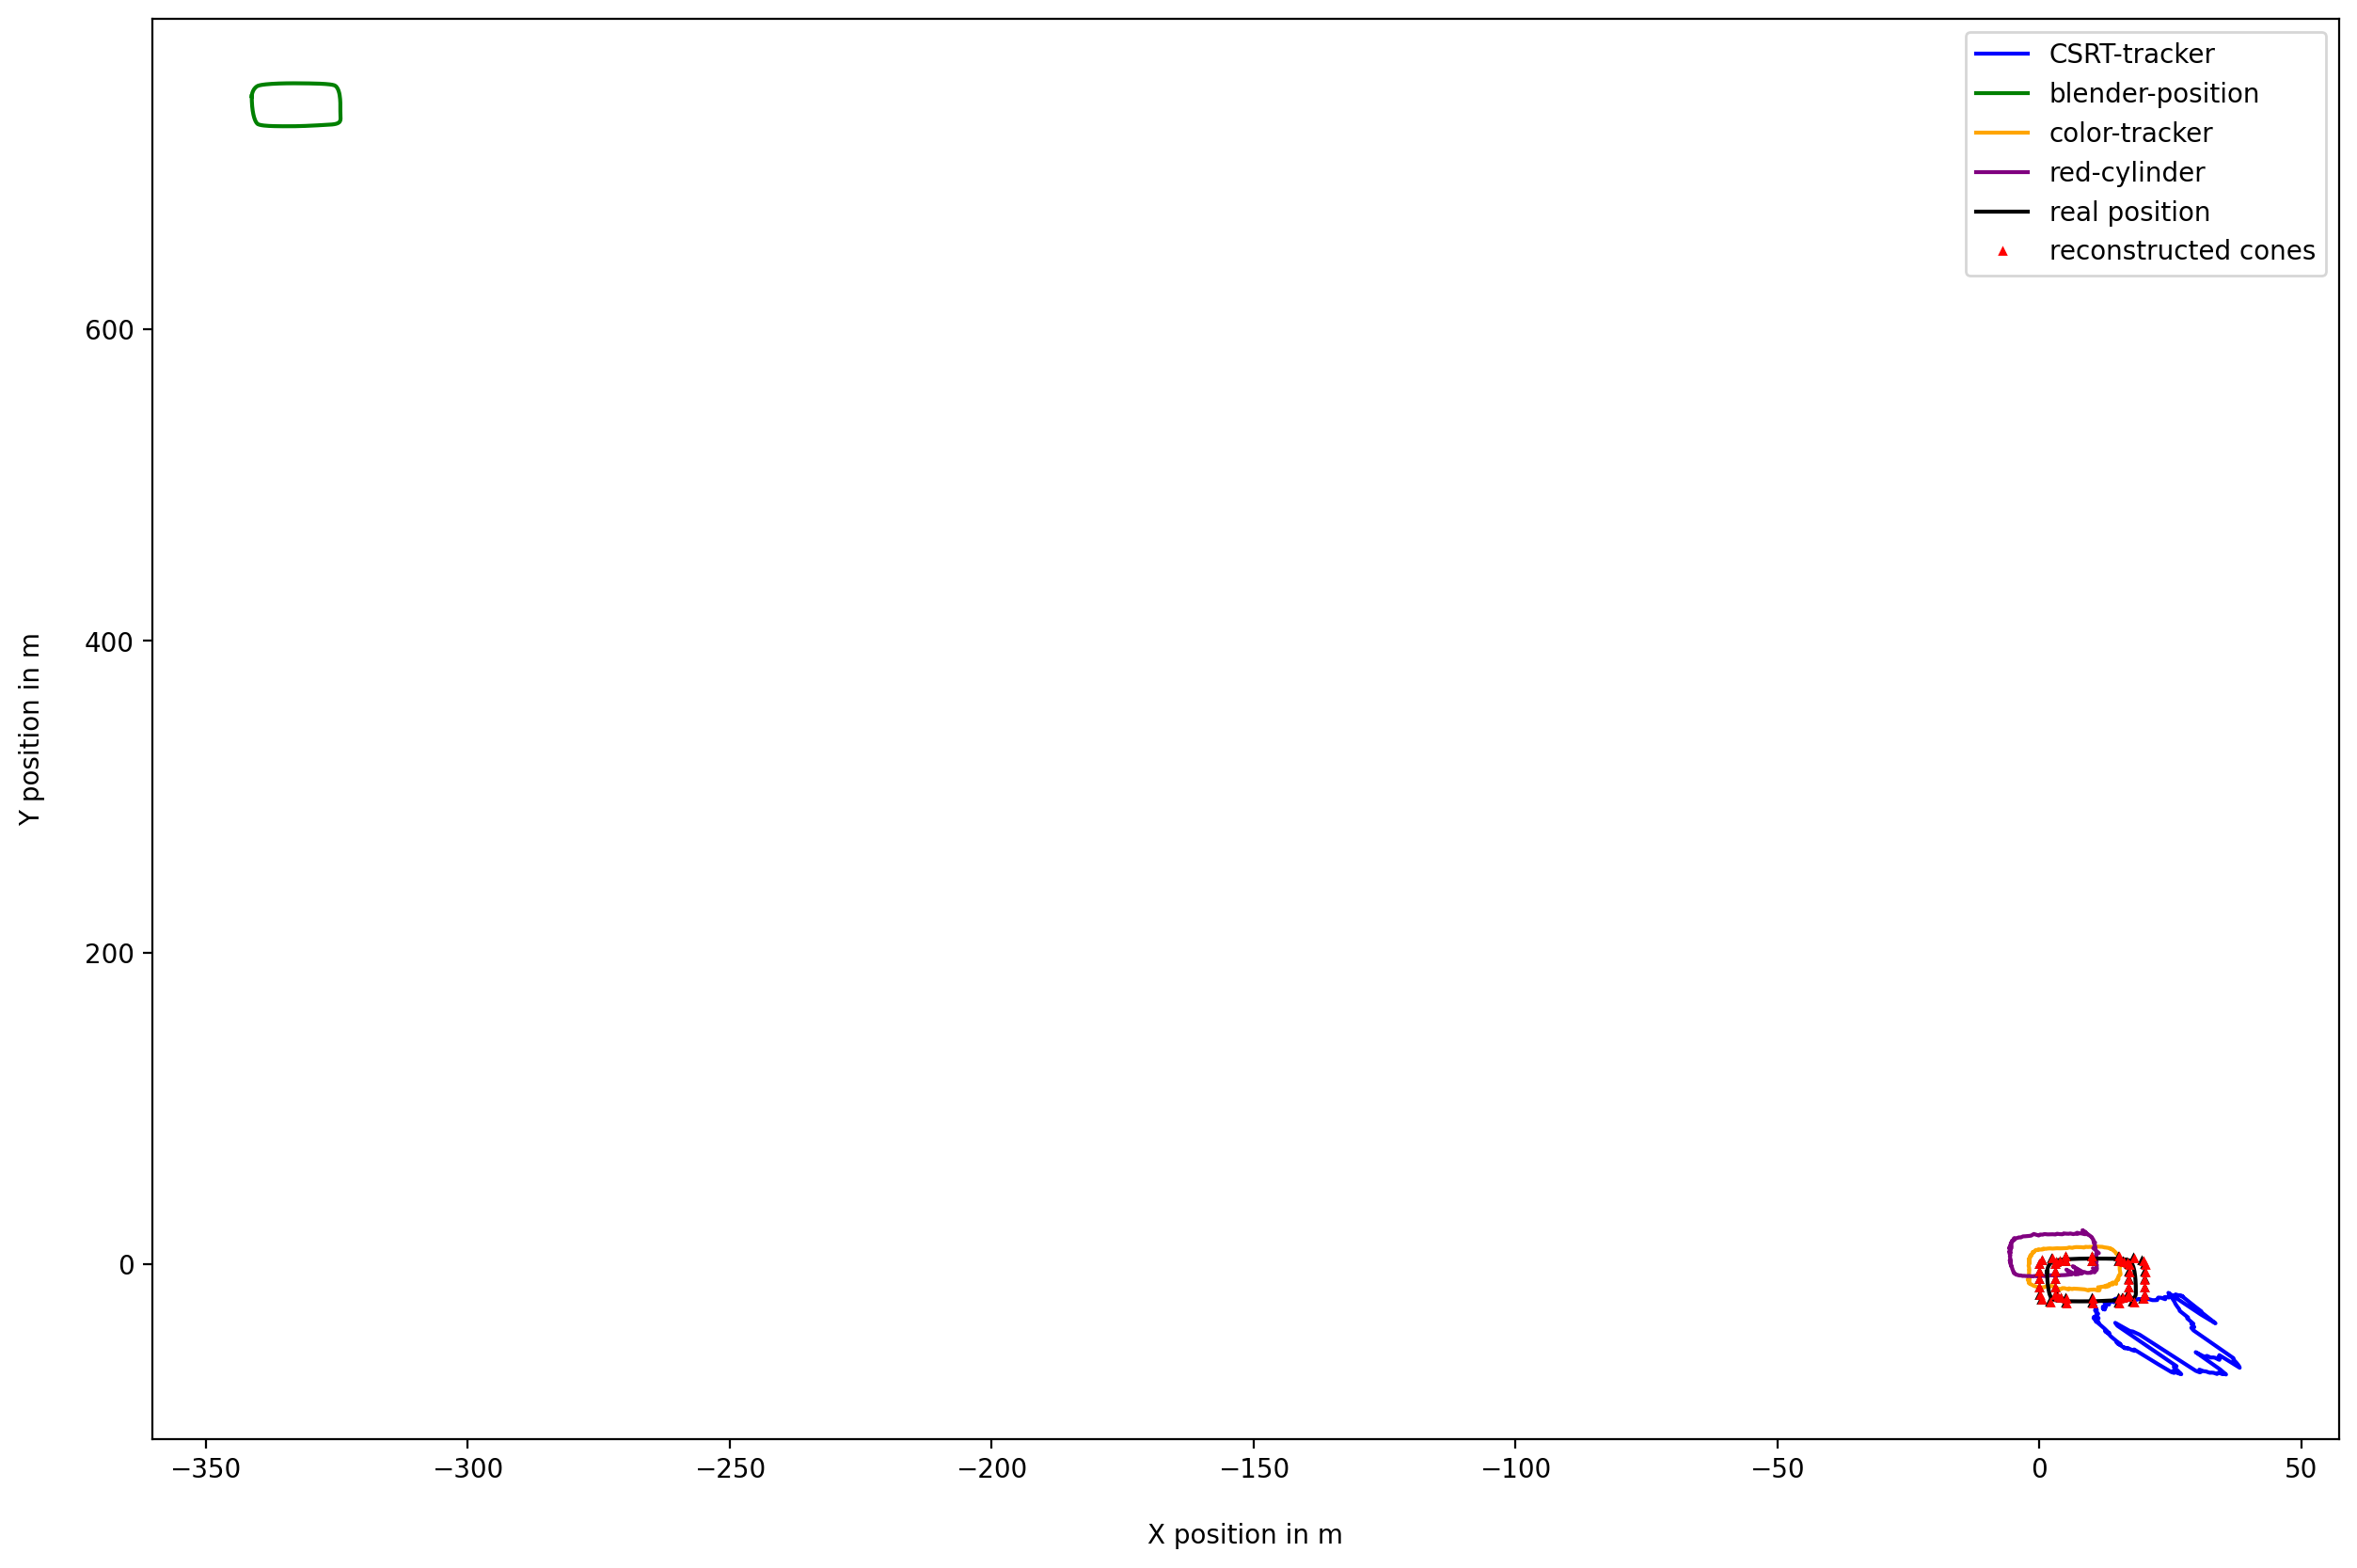 CSRT-tracker
blender-position
color-tracker
red-cylinder
real position
reconstructed cones
600
400
200
0
Y position in m
−350 −300 −250 −200 −150 −100 −50 0 50
X position in m